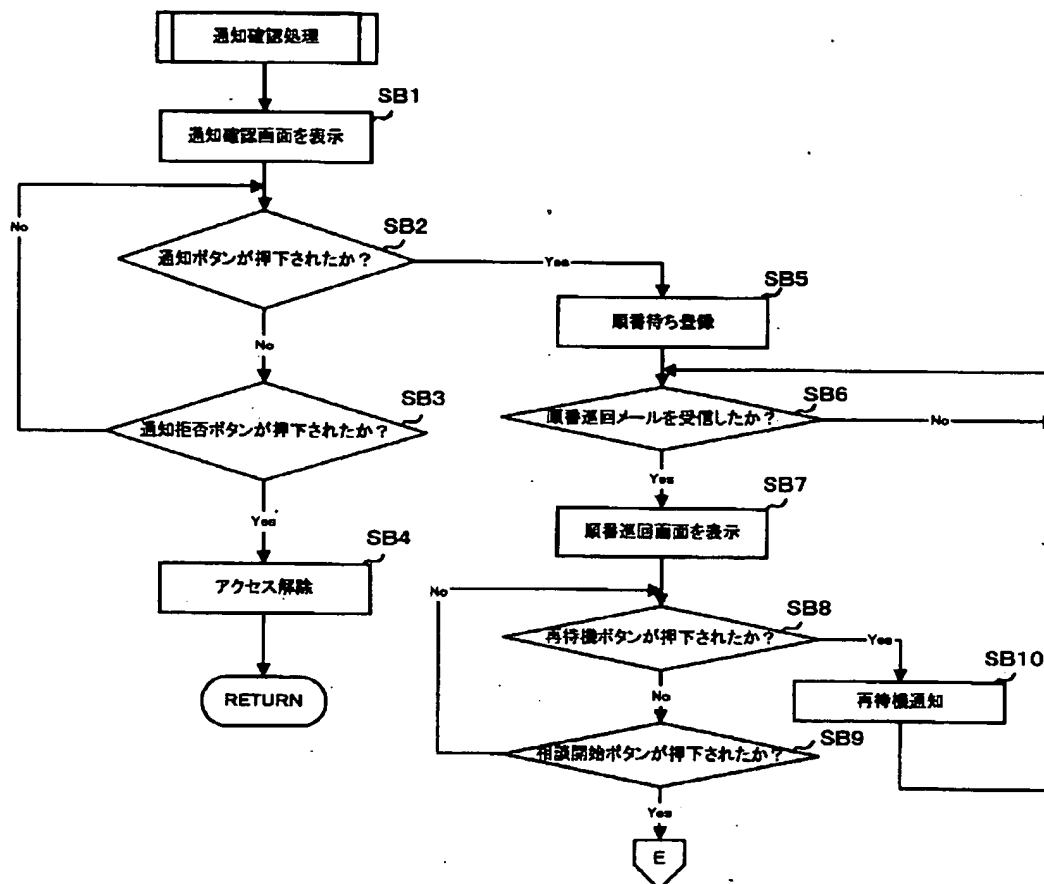 通知確認処理
SB1
通知確認画面を表示
No
SB2
通知ボタンが押下されたか？
Yes
SB5
順番待ち登録
No
SB3
通知拒否ボタンが押下されたか？
SB6
順番巡回メールを受信したか？
No
Yes
Yes
SB7
順番巡回画面を表示
SB4
アクセス解除
No
SB8
再待機ボタンが押下されたか？
Yes
SB10
再待機通知
RETURN
No
SB9
相談開始ボタンが押下されたか？
Yes
E